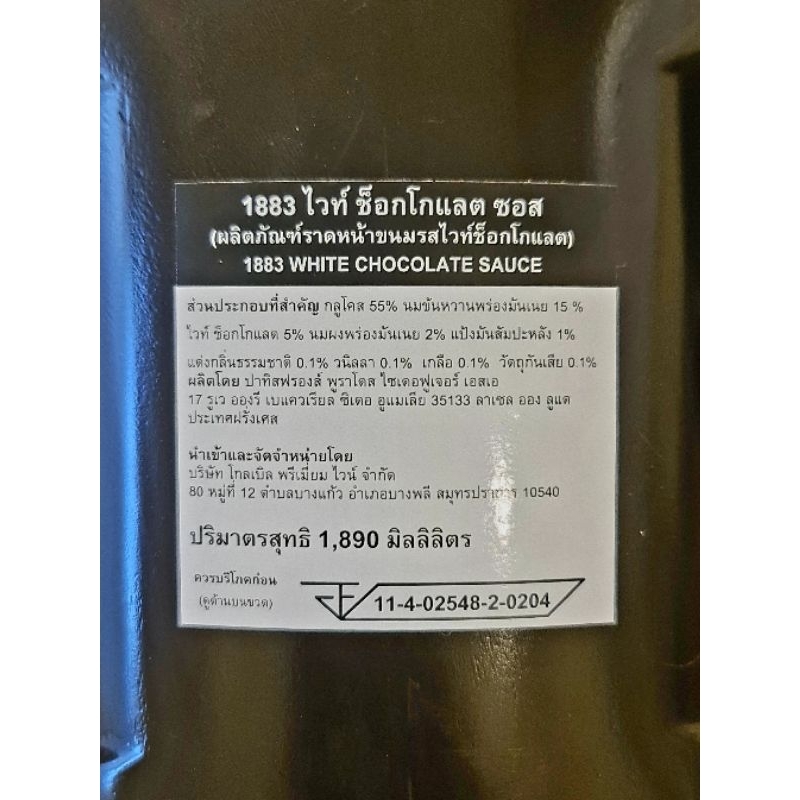 1883 ไวท์ ช็อกโกแลต ซอส
(ผลิตภัณฑ์ราดหน้าขนมรสไวท์ช็อกโกแลต)
1883 WHITE CHOCOLATE SAUCE
ส่วนประกอบที่สำคัญ กลูโคส 55% นมข้นหวานพร่องมันเนย 15 %
ไวท์ ช็อกโกแลต 5% นมผงพร่องมันเนย 2% แป้งมันสัมปะหลัง 1%
แต่งกลิ่นธรรมชาติ 0.1% วนิลลา 0.1% เกลือ 0.1% วัตถุกันเสีย 0.1%
ผลิตโดย ปาทิสฟรองส์ พูราโตส ไซเดอฟูเจอร์ เอสเอ
17 รูเว อองรี เบแควเรียล ซิเตอ อูแมเลีย 35133 ลาเซล ออง ลูแต
ประเทศฝรั่งเศส
นำเข้าและจัดจำหน่ายโดย
บริษัท โกลเบิล พรีเมี่ยม ไวน์ จำกัด
80 หมู่ที่ 12 ตำบลบางแก้ว อำเภอบางพลี สมุทรปราการ 10540
ปริมาตรสุทธิ 1,890 มิลลิลิตร
ควรบริโภคก่อน
(ดูด้านบนขวด)
11-4-02548-2-0204